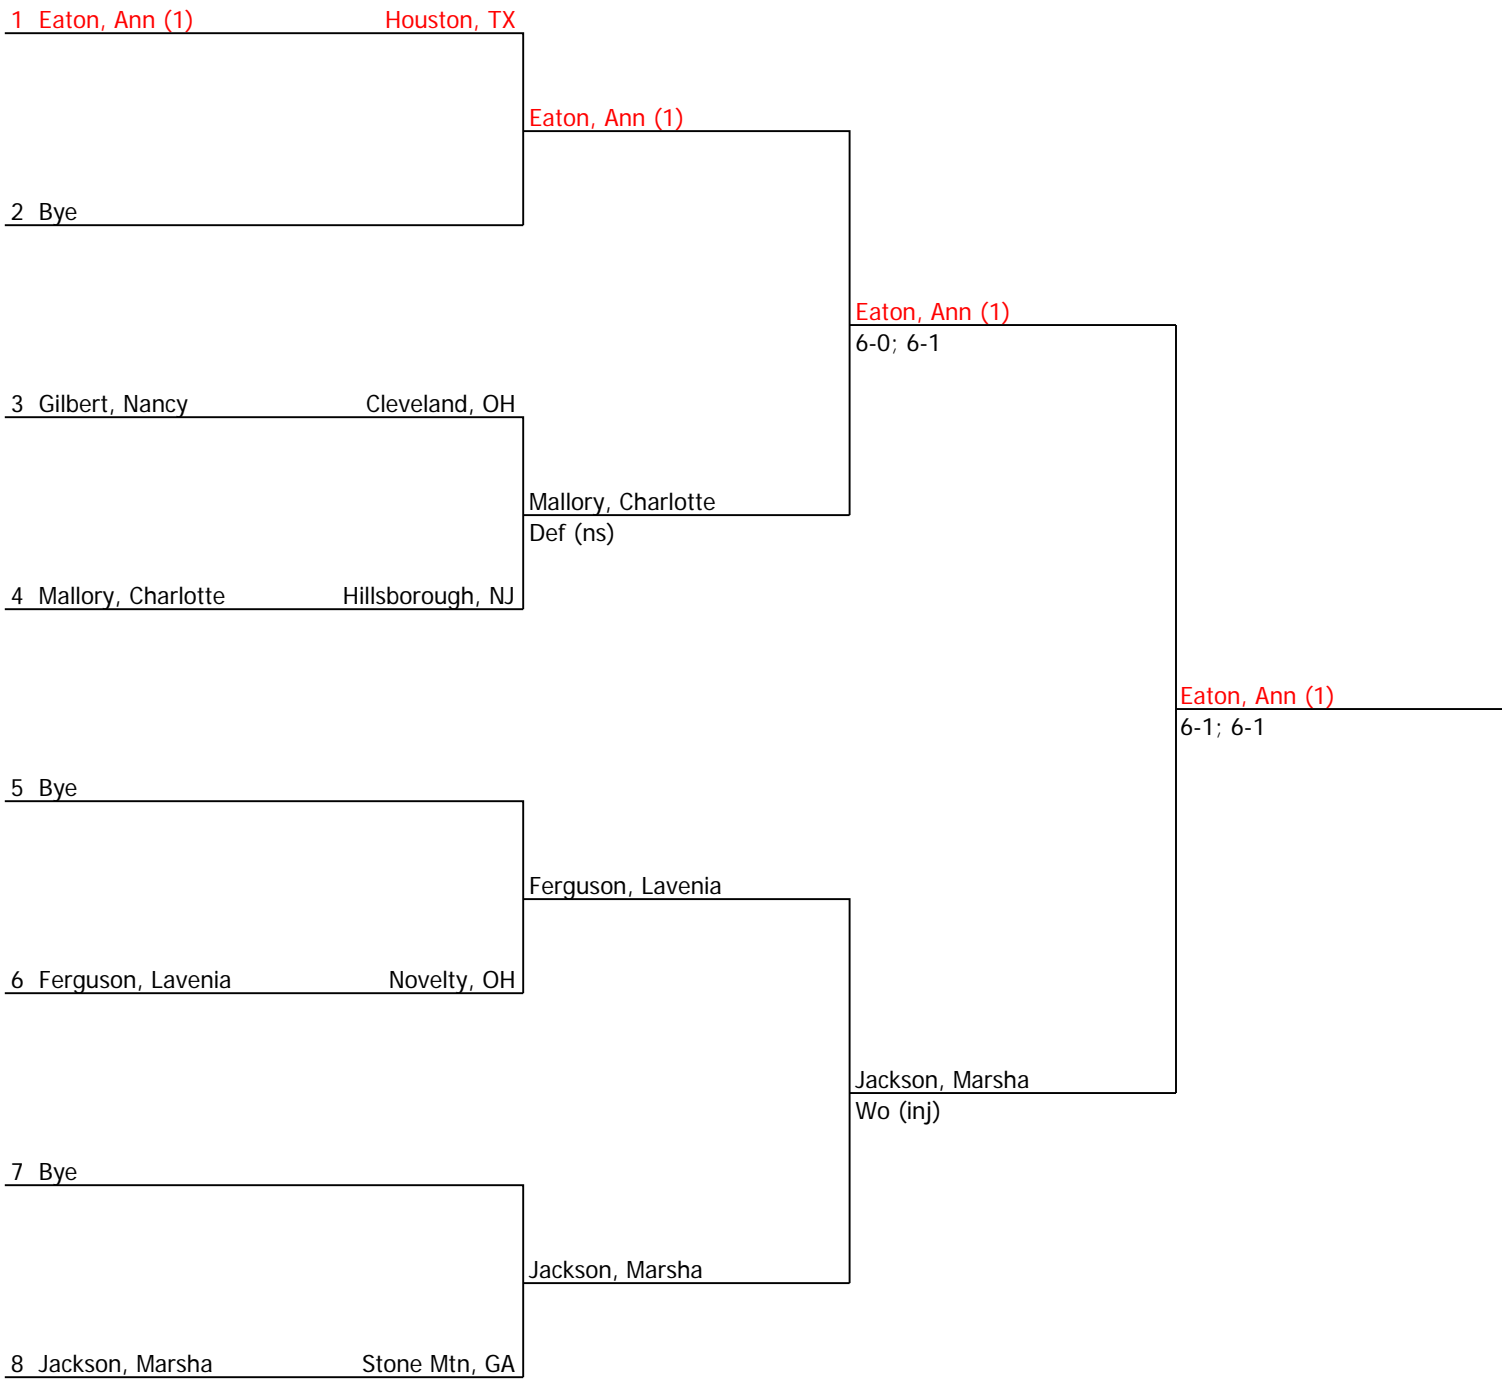 1 Eaton, Ann (1) Houston, TX
Eaton, Ann (1)
2 Bye
Eaton, Ann (1)
6-0; 6-1
3 Gilbert, Nancy Cleveland, OH
Mallory, Charlotte
Def (ns)
4 Mallory, Charlotte Hillsborough, NJ
Eaton, Ann (1)
6-1; 6-1
5 Bye
Ferguson, Lavenia
6 Ferguson, Lavenia Novelty, OH
Jackson, Marsha
Wo (inj)
7 Bye
Jackson, Marsha
8 Jackson, Marsha Stone Mtn, GA